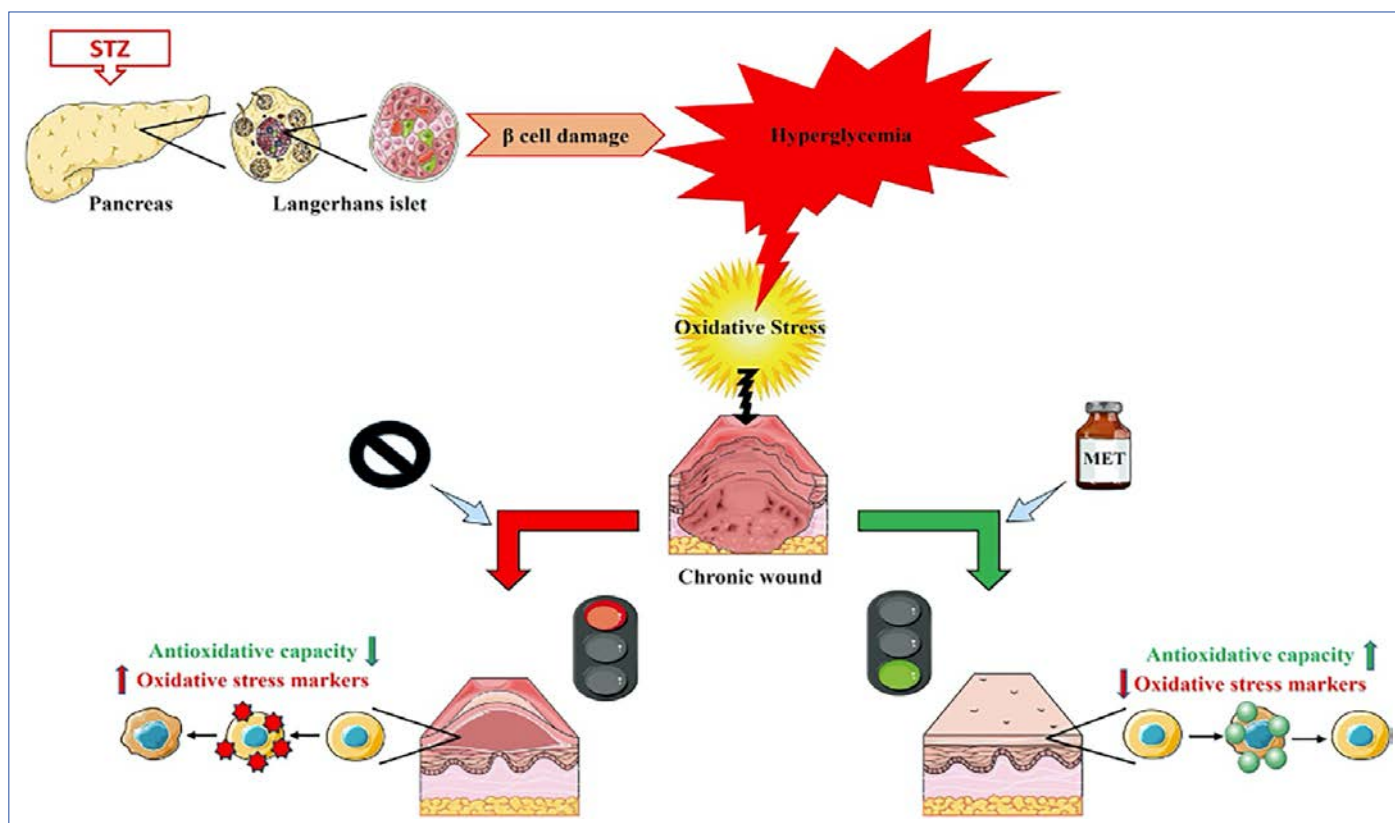 STZ
β cell damage
Hyperglycemia
Pancreas
Langerhans islet
Oxidative Stress
MET
Chronic wound
Antioxidative capacity
Oxidative stress markers
Antioxidative capacity
Oxidative stress markers